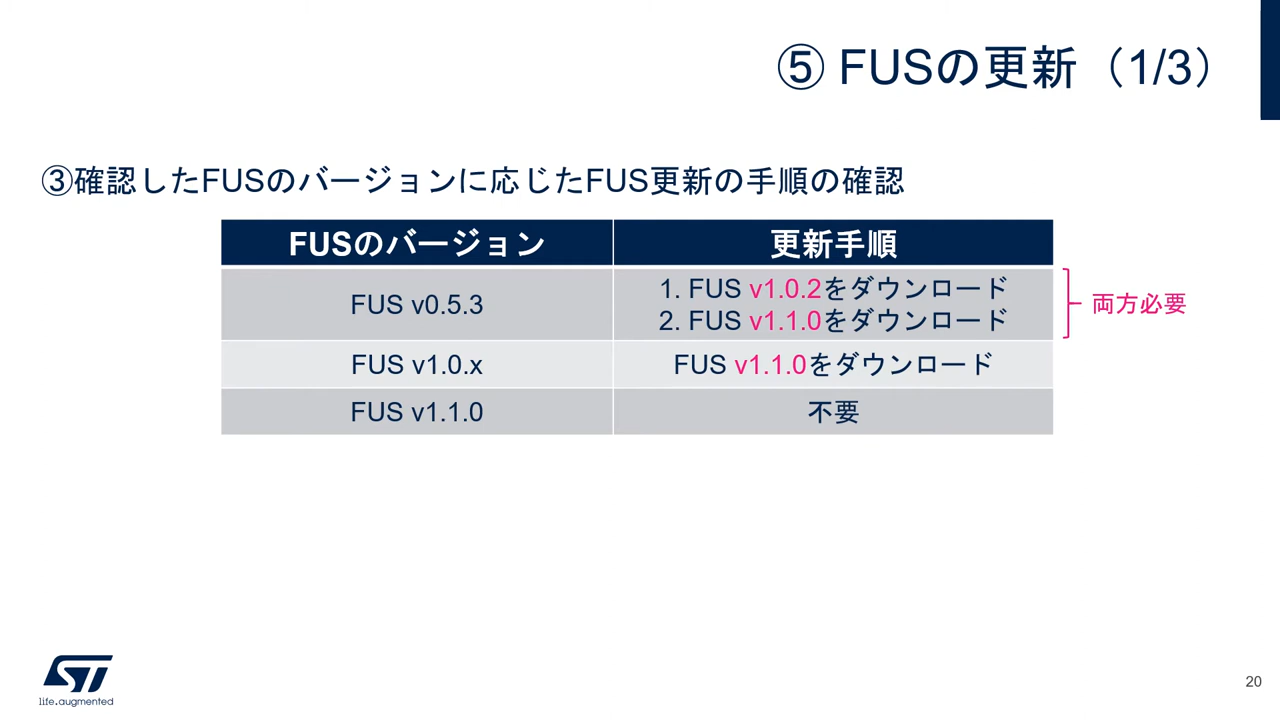 ⑤ FUSの更新（1/3）
③確認したFUSのバージョンに応じたFUS更新の手順の確認
FUSのバージョン 更新手順
FUS v0.5.3
1. FUS v1.0.2をダウンロード
2. FUS v1.1.0をダウンロード
両方必要
FUS v1.0.x FUS v1.1.0をダウンロード
FUS v1.1.0 不要
ST
life.augmented
20